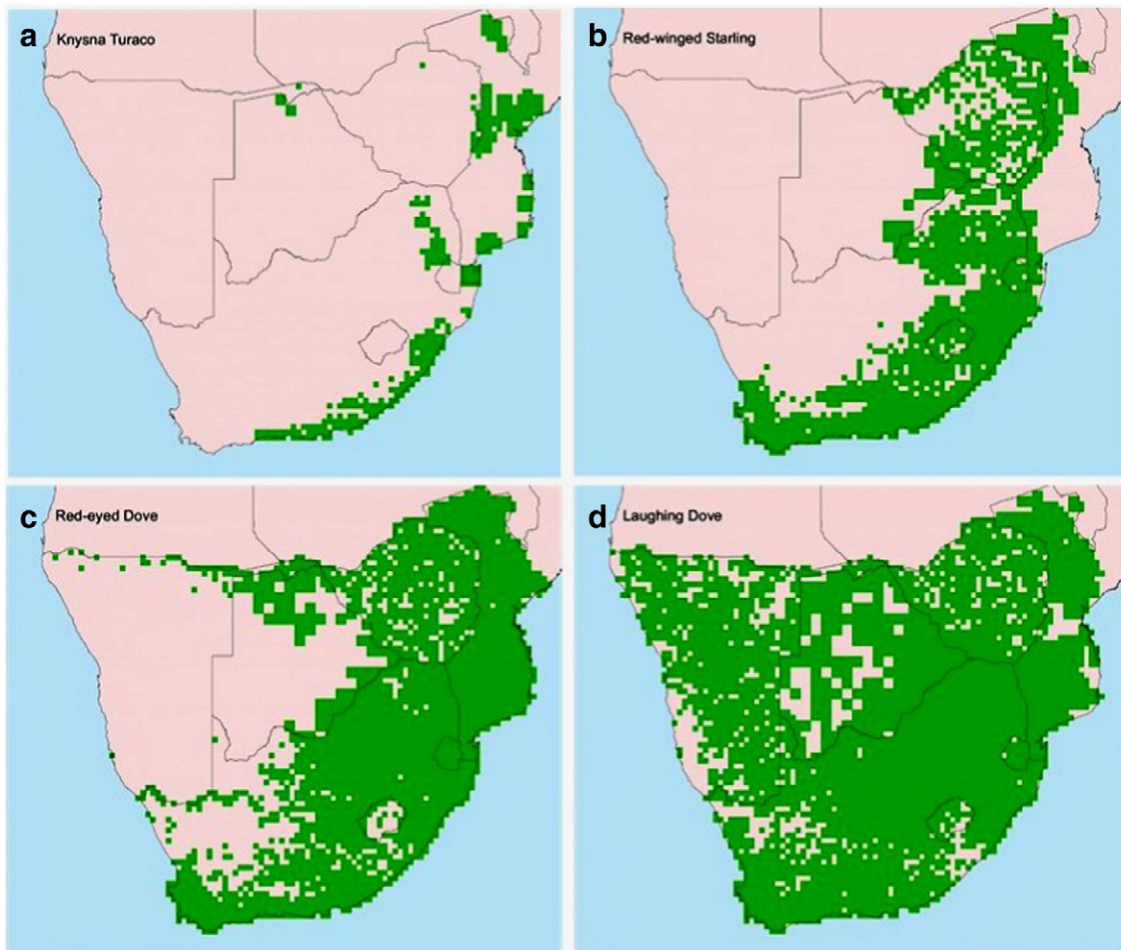 a
Knysna Turaco
b
Red-winged Starling
c
Red-eyed Dove
d
Laughing Dove